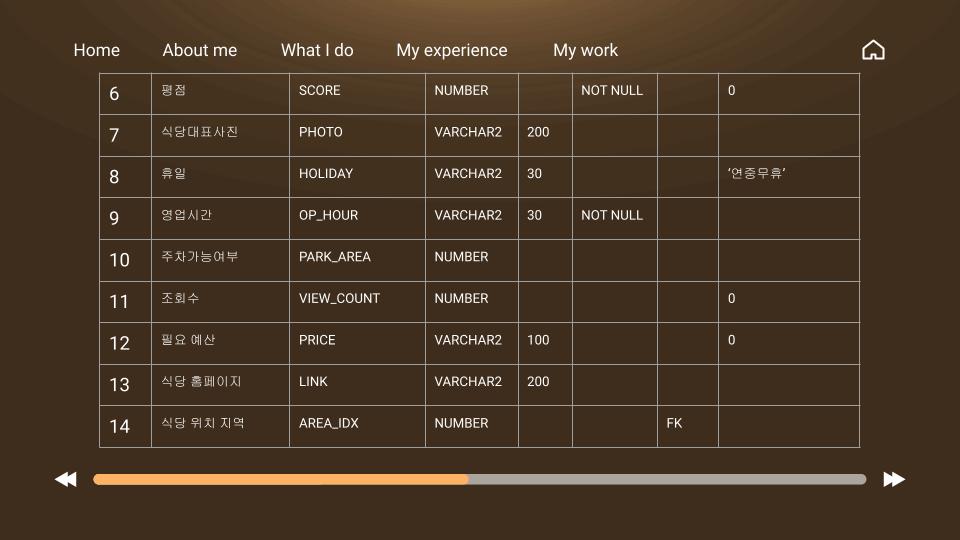 Home About me What I do My experience My work
6 평점 SCORE NUMBER NOT NULL 0
7 식당대표사진 PHOTO VARCHAR2 200
8 휴일 HOLIDAY VARCHAR2 30 '연중무휴'
9 영업시간 OP_HOUR VARCHAR2 30 NOT NULL
10 주차가능여부 PARK_AREA NUMBER
11 조회수 VIEW_COUNT NUMBER 0
12 필요 예산 PRICE VARCHAR2 100 0
13 식당 홈페이지 LINK VARCHAR2 200
14 식당 위치 지역 AREA_IDX NUMBER FK